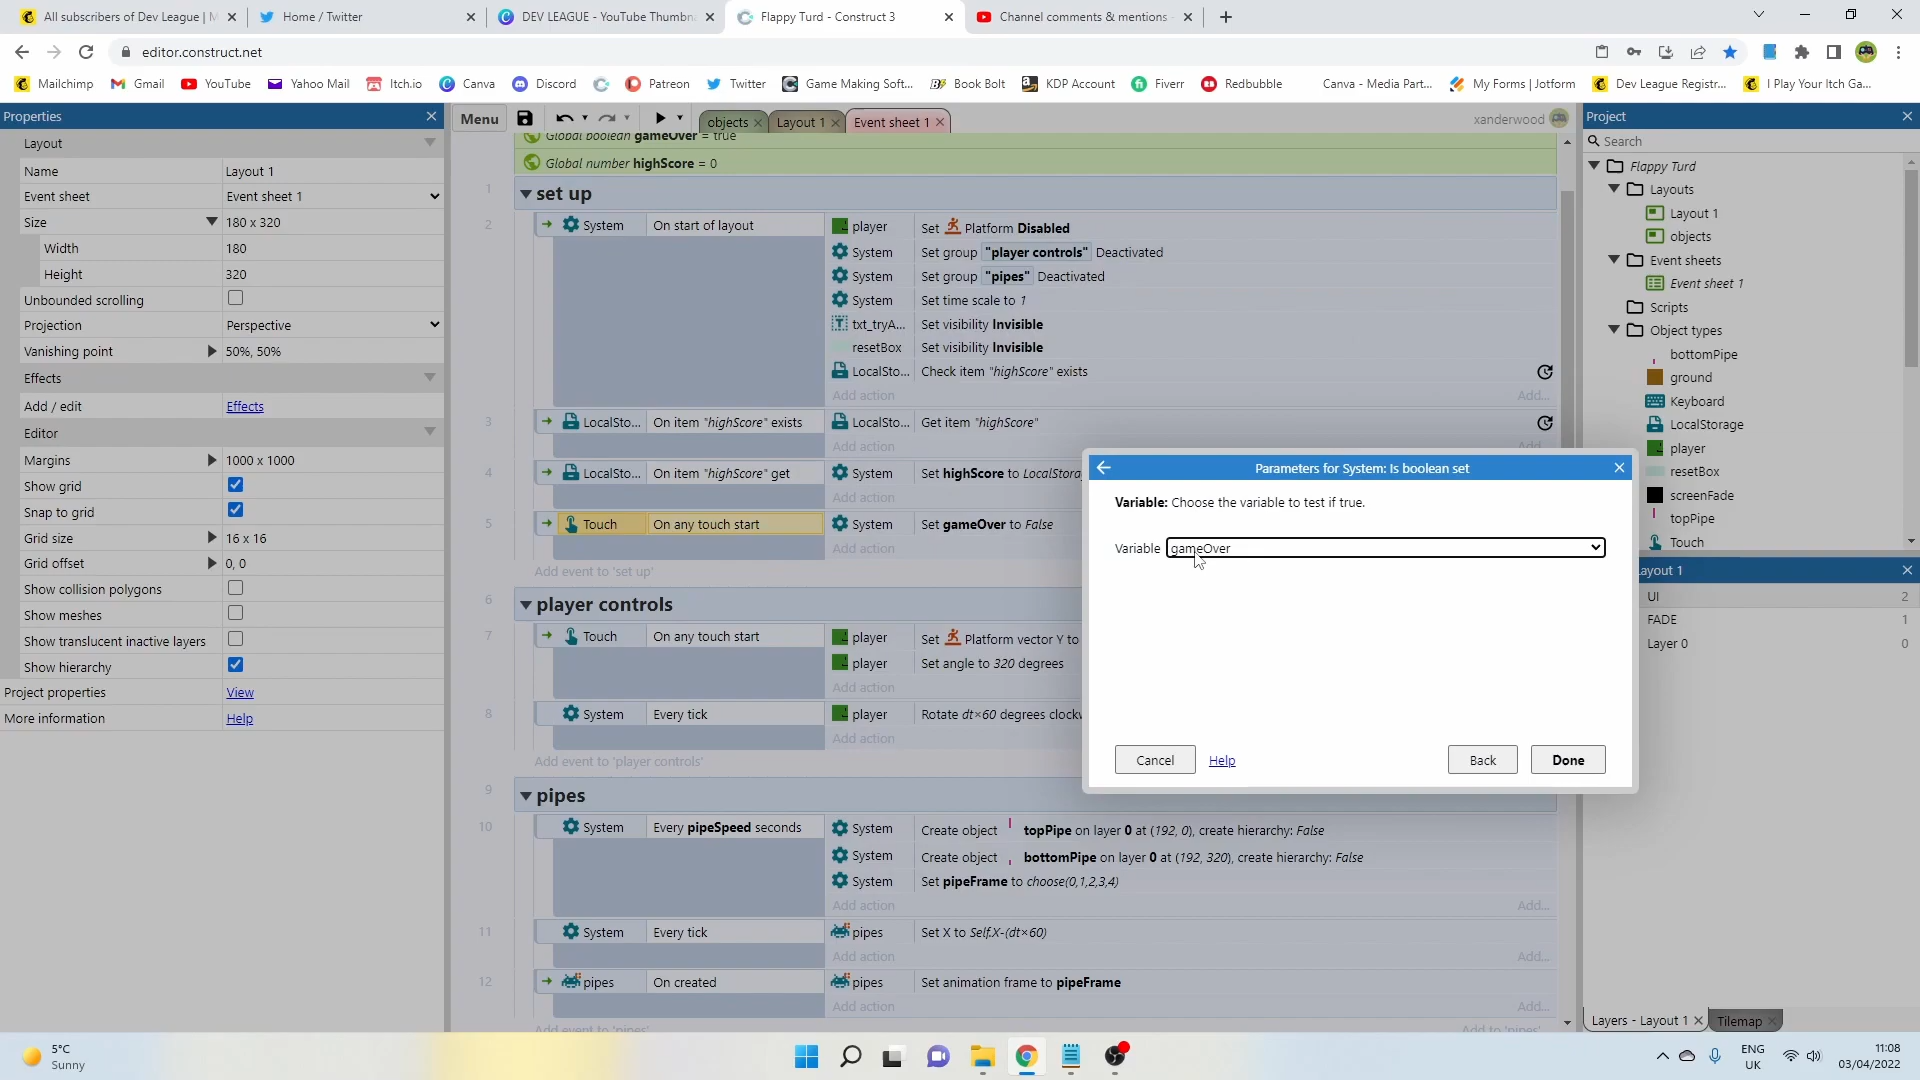 All subscribers of Dev League | M
Home / Twitter
DEV LEAGUE - YouTube Thumbn
Flappy Turd - Construct 3
Channel comments & mentions
editor.construct.net
Mailchimp Gmail YouTube Yahoo Mail Itch.io Canva Discord Patreon Twitter Game Making Soft... Book Bolt KDP Account Fiverr Redbubble Canva - Media Part... My Forms | Jotform Dev League Registr... I Play Your Itch Ga...
Properties
Layout
Name Layout 1
Event sheet Event sheet 1
Size 180 x 320
Width 180
Height 320
Unbounded scrolling
Projection Perspective
Vanishing point 50%, 50%
Effects
Add / edit Effects
Editor
Margins 1000 x 1000
Show grid
Snap to grid
Grid size 16 x 16
Grid offset 0, 0
Show collision polygons
Show meshes
Show translucent inactive layers
Show hierarchy
Project properties View
More information Help
Menu objects Layout 1 Event sheet 1 xanderwood
Global boolean gameOver = true
Global number highScore = 0
1 set up
2 System On start of layout player Set Platform Disabled
System Set group "player controls" Deactivated
System Set group "pipes" Deactivated
System Set time scale to 1
txt_tryA... Set visibility Invisible
resetBox Set visibility Invisible
LocalSto... Check item "highScore" exists
Add action Add...
3 LocalSto... On item "highScore" exists LocalSto... Get item "highScore"
Add action Add...
4 LocalSto... On item "highScore" get System Set highScore to LocalStorag
Add action
5 Touch On any touch start System Set gameOver to False
Add action
Add event to 'set up'
6 player controls
7 Touch On any touch start player Set Platform vector Y to
player Set angle to 320 degrees
Add action
8 System Every tick player Rotate dt×60 degrees clockw
Add action
Add event to 'player controls'
9 pipes
10 System Every pipeSpeed seconds System Create object topPipe on layer 0 at (192, 0), create hierarchy: False
System Create object bottomPipe on layer 0 at (192, 320), create hierarchy: False
System Set pipeFrame to choose(0,1,2,3,4)
Add action Add...
11 System Every tick pipes Set X to Self.X-(dt×60)
Add action Add...
12 pipes On created pipes Set animation frame to pipeFrame
Add action Add...
Add event to 'pipes' Add to 'pipes'
Parameters for System: Is boolean set
Variable: Choose the variable to test if true.
Variable gameOver
Cancel Help Back Done
Project
Search
Flappy Turd
Layouts
Layout 1
objects
Event sheets
Event sheet 1
Scripts
Object types
bottomPipe
ground
Keyboard
LocalStorage
player
resetBox
screenFade
topPipe
Touch
ayout 1
UI 2
FADE 1
Layer 0 0
Layers - Layout 1 Tilemap
5°C
Sunny
ENG
UK
11:08
03/04/2022